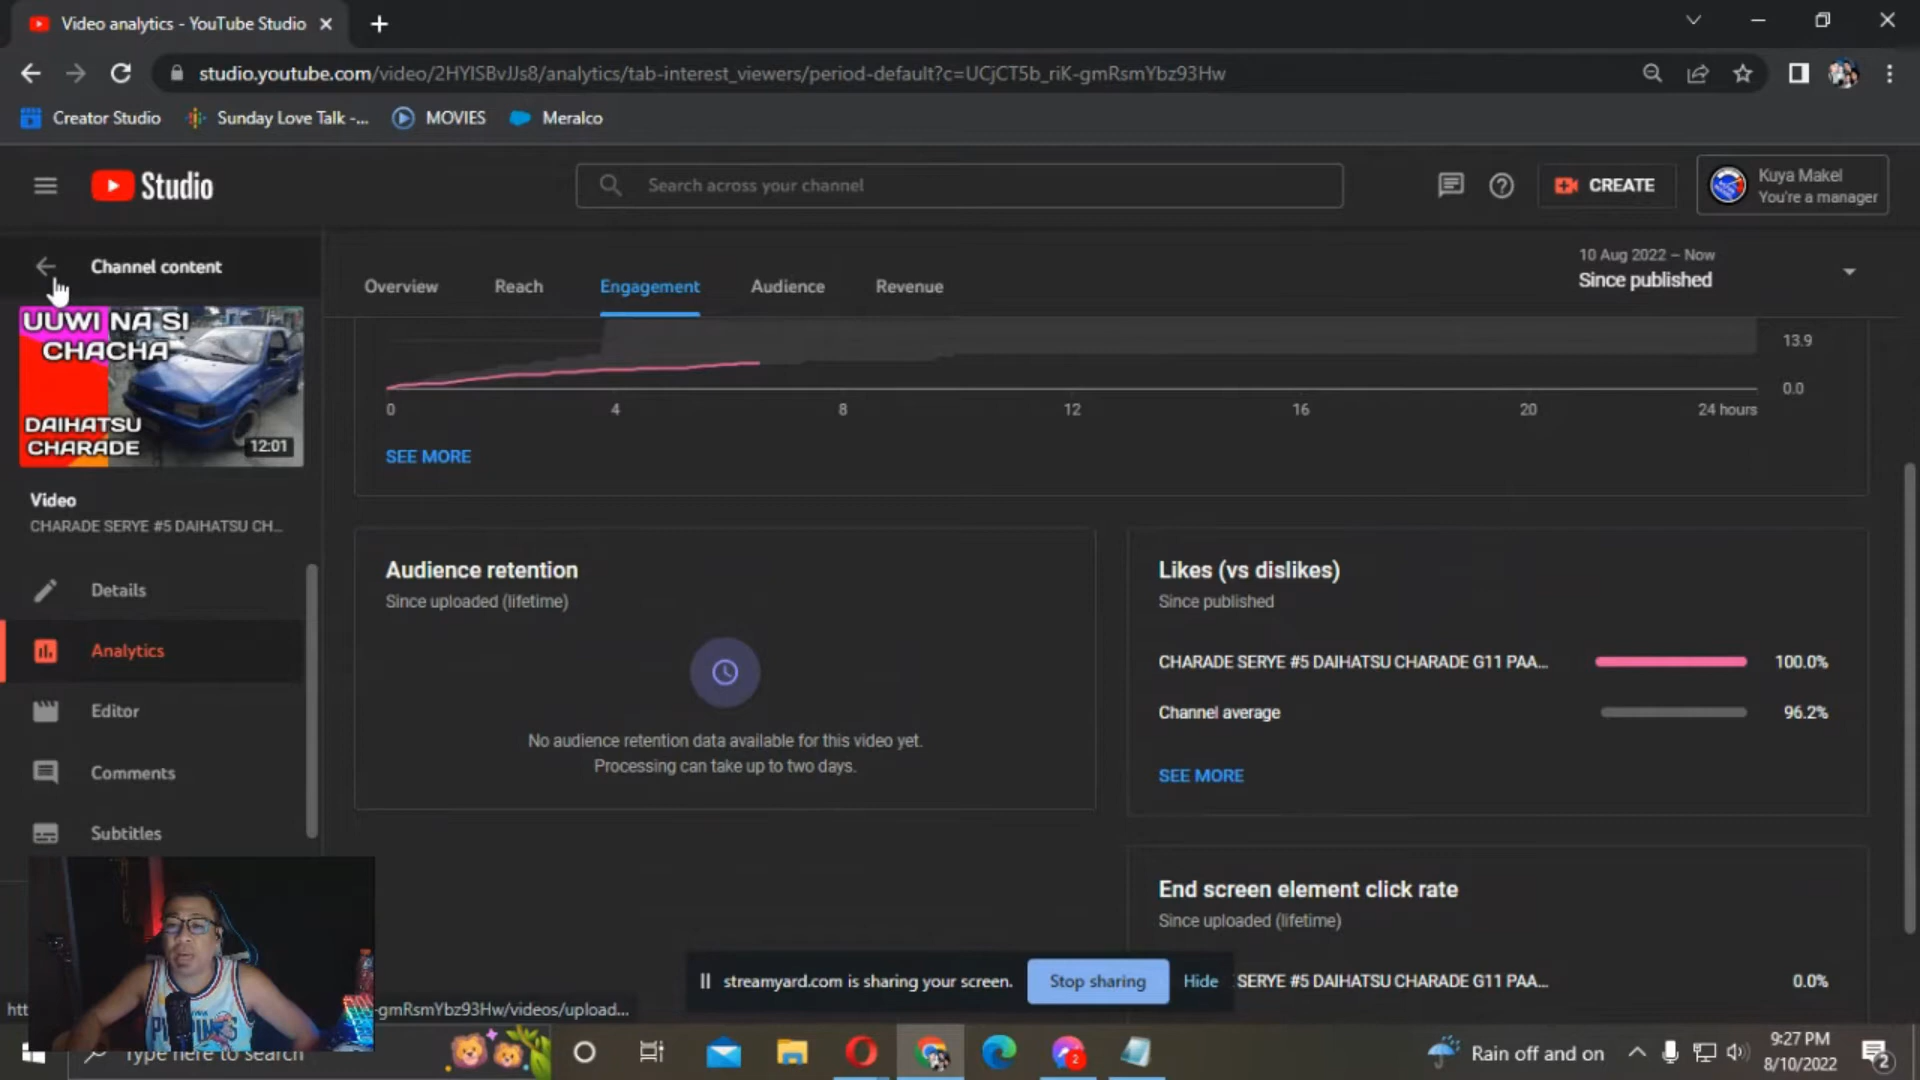 Video analytics - YouTube Studio
studio.youtube.com/video/2HYlSBvJJs8/analytics/tab-interest_viewers/period-default?c=UCjCT5b_riK-gmRsmYbz93Hw
Creator Studio
Sunday Love Talk -...
MOVIES
Meralco
Studio
Search across your channel
CREATE
Kuya Makel
You're a manager
Channel content
UUWI NA SI
CHACHA
DAIHATSU
CHARADE
12:01
Video
CHARADE SERYE #5 DAIHATSU CH...
Details
Analytics
Editor
Comments
Subtitles
Overview
Reach
Engagement
Audience
Revenue
10 Aug 2022 – Now
Since published
13.9
0.0
0
4
8
12
16
20
24 hours
SEE MORE
Audience retention
Since uploaded (lifetime)
No audience retention data available for this video yet.
Processing can take up to two days.
Likes (vs dislikes)
Since published
CHARADE SERYE #5 DAIHATSU CHARADE G11 PAA...
100.0%
Channel average
96.2%
SEE MORE
End screen element click rate
Since uploaded (lifetime)
SERYE #5 DAIHATSU CHARADE G11 PAA...
0.0%
streamyard.com is sharing your screen.
Stop sharing
Hide
htt
-gmRsmYbz93Hw/videos/upload...
Type here to search
2
Rain off and on
9:27 PM
8/10/2022
2